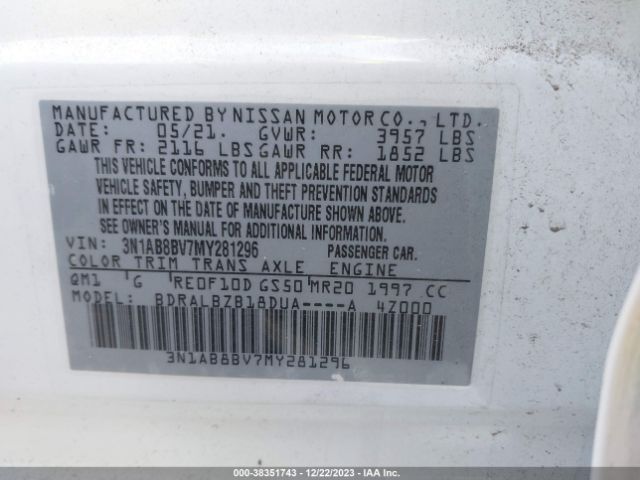 MANUFACTURED BY NISSAN MOTOR CO., LTD.
DATE: 05/21. GVWR: 3957 LBS
GAWR FR: 2116 LBS GAWR RR: 1852 LBS
THIS VEHICLE CONFORMS TO ALL APPLICABLE FEDERAL MOTOR
VEHICLE SAFETY, BUMPER AND THEFT PREVENTION STANDARDS
IN EFFECT ON THE DATE OF MANUFACTURE SHOWN ABOVE.
SEE OWNER'S MANUAL FOR ADDITIONAL INFORMATION.
VIN: 3N1AB8BV7MY281296 PASSENGER CAR.
COLOR TRIM TRANS AXLE ENGINE
QM1 G RE0F10D GS50 MR20 1997 CC
MODEL: BDRALBZB18DUA----A 4Z000
3N1AB8BV7MY281296
000-38351743 - 12/22/2023 - IAA Inc.